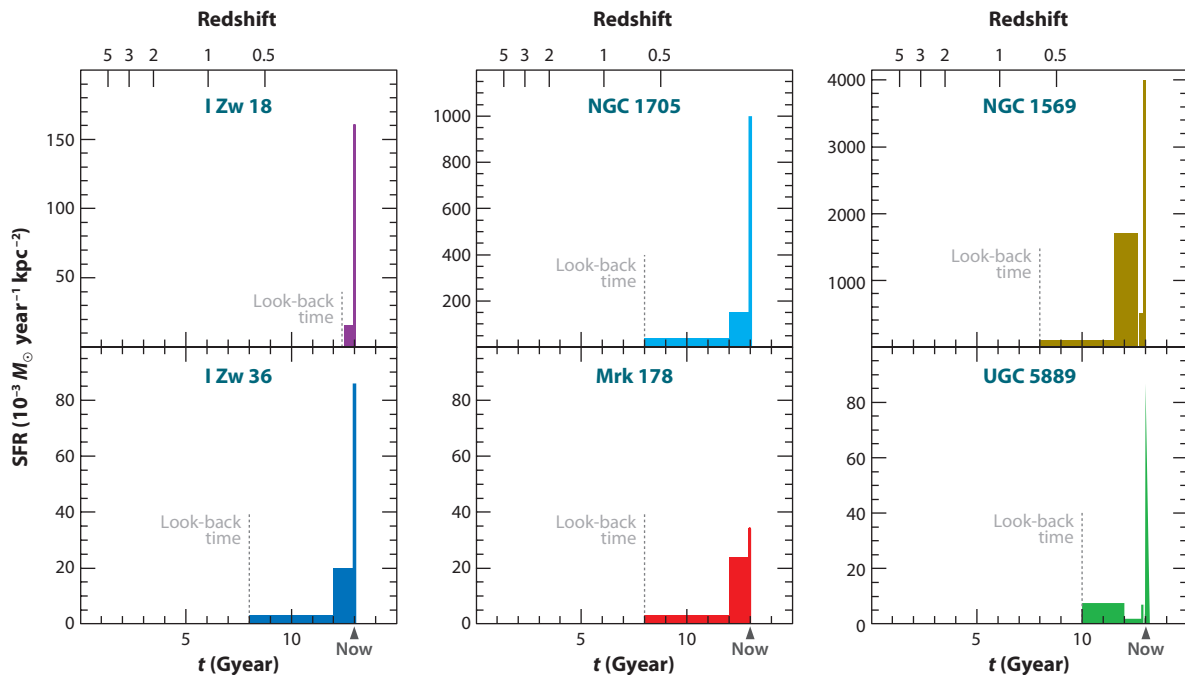 Redshift
Redshift
Redshift
5 3 2 1 0.5
5 3 2 1 0.5
5 3 2 1 0.5
SFR (10⁻³ M☉ year⁻¹ kpc⁻²)
I Zw 18
150
100
50
Look-back
time
NGC 1705
1000
800
600
400
200
Look-back
time
NGC 1569
4000
3000
2000
1000
Look-back
time
I Zw 36
80
60
40
20
0
Look-back
time
5 10
Now
t (Gyear)
Mrk 178
80
60
40
20
0
Look-back
time
5 10
Now
t (Gyear)
UGC 5889
80
60
40
20
0
Look-back
time
5 10
Now
t (Gyear)